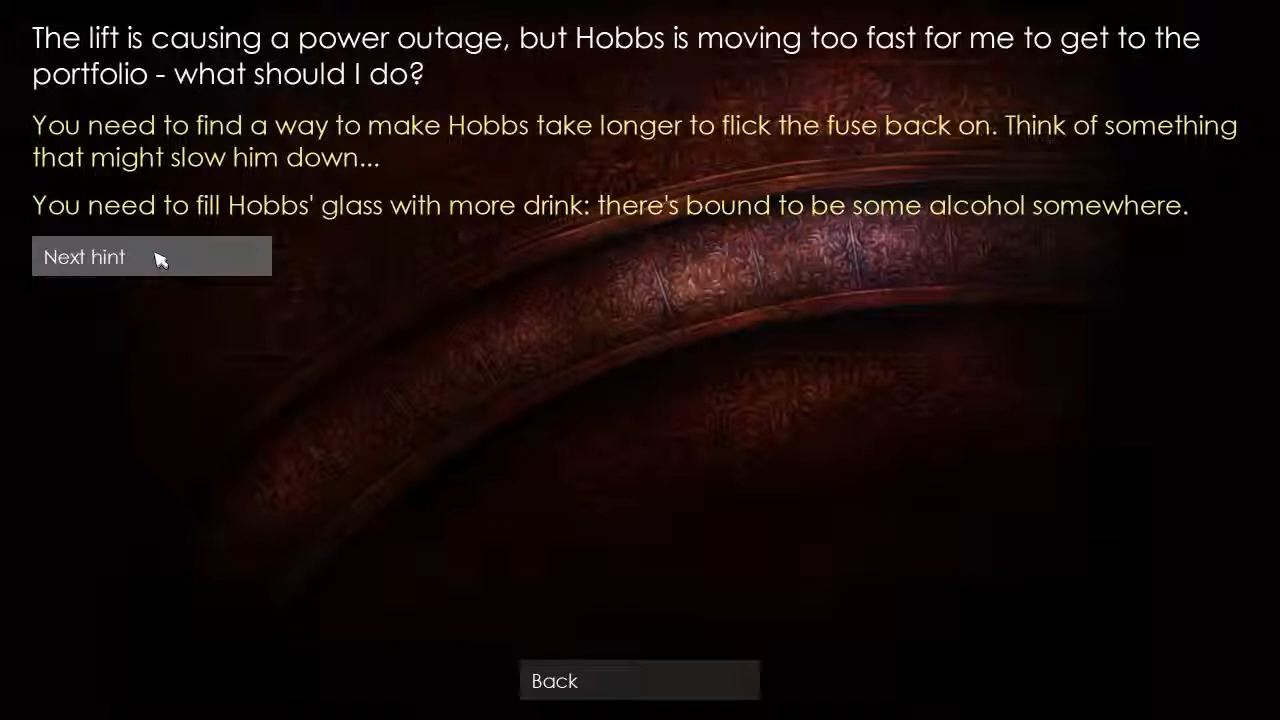 The lift is causing a power outage, but Hobbs is moving too fast for me to get to the
portfolio - what should I do?
You need to find a way to make Hobbs take longer to flick the fuse back on. Think of something
that might slow him down...
You need to fill Hobbs' glass with more drink: there's bound to be some alcohol somewhere.
Next hint
Back